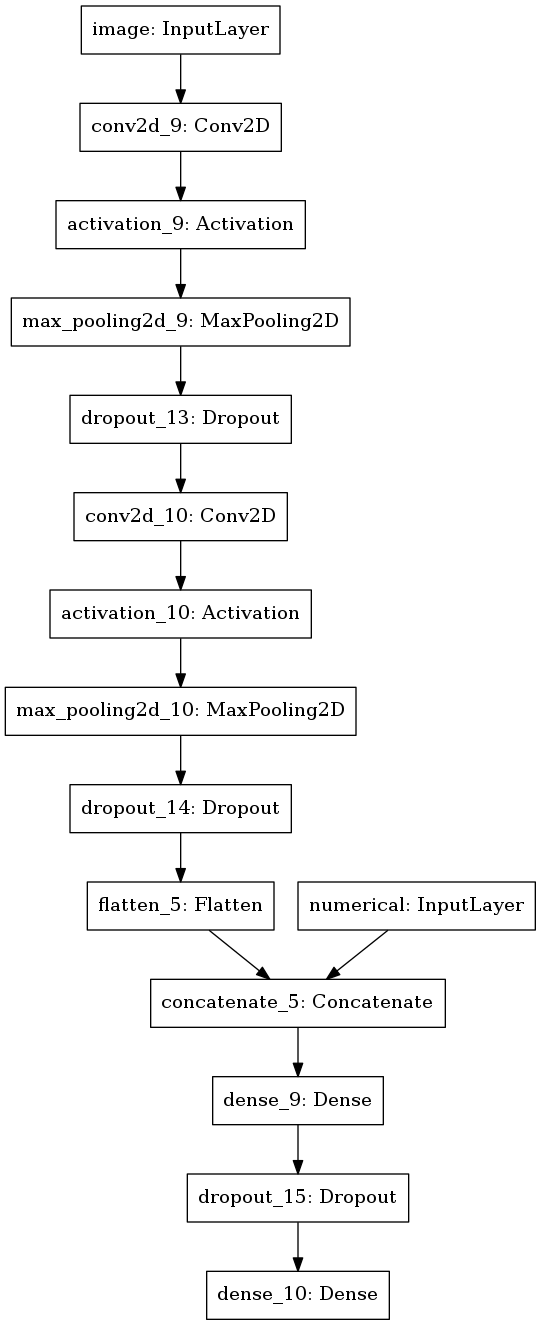 image: InputLayer
conv2d_9: Conv2D
activation_9: Activation
max_pooling2d_9: MaxPooling2D
dropout_13: Dropout
conv2d_10: Conv2D
activation_10: Activation
max_pooling2d_10: MaxPooling2D
dropout_14: Dropout
flatten_5: Flatten
numerical: InputLayer
concatenate_5: Concatenate
dense_9: Dense
dropout_15: Dropout
dense_10: Dense